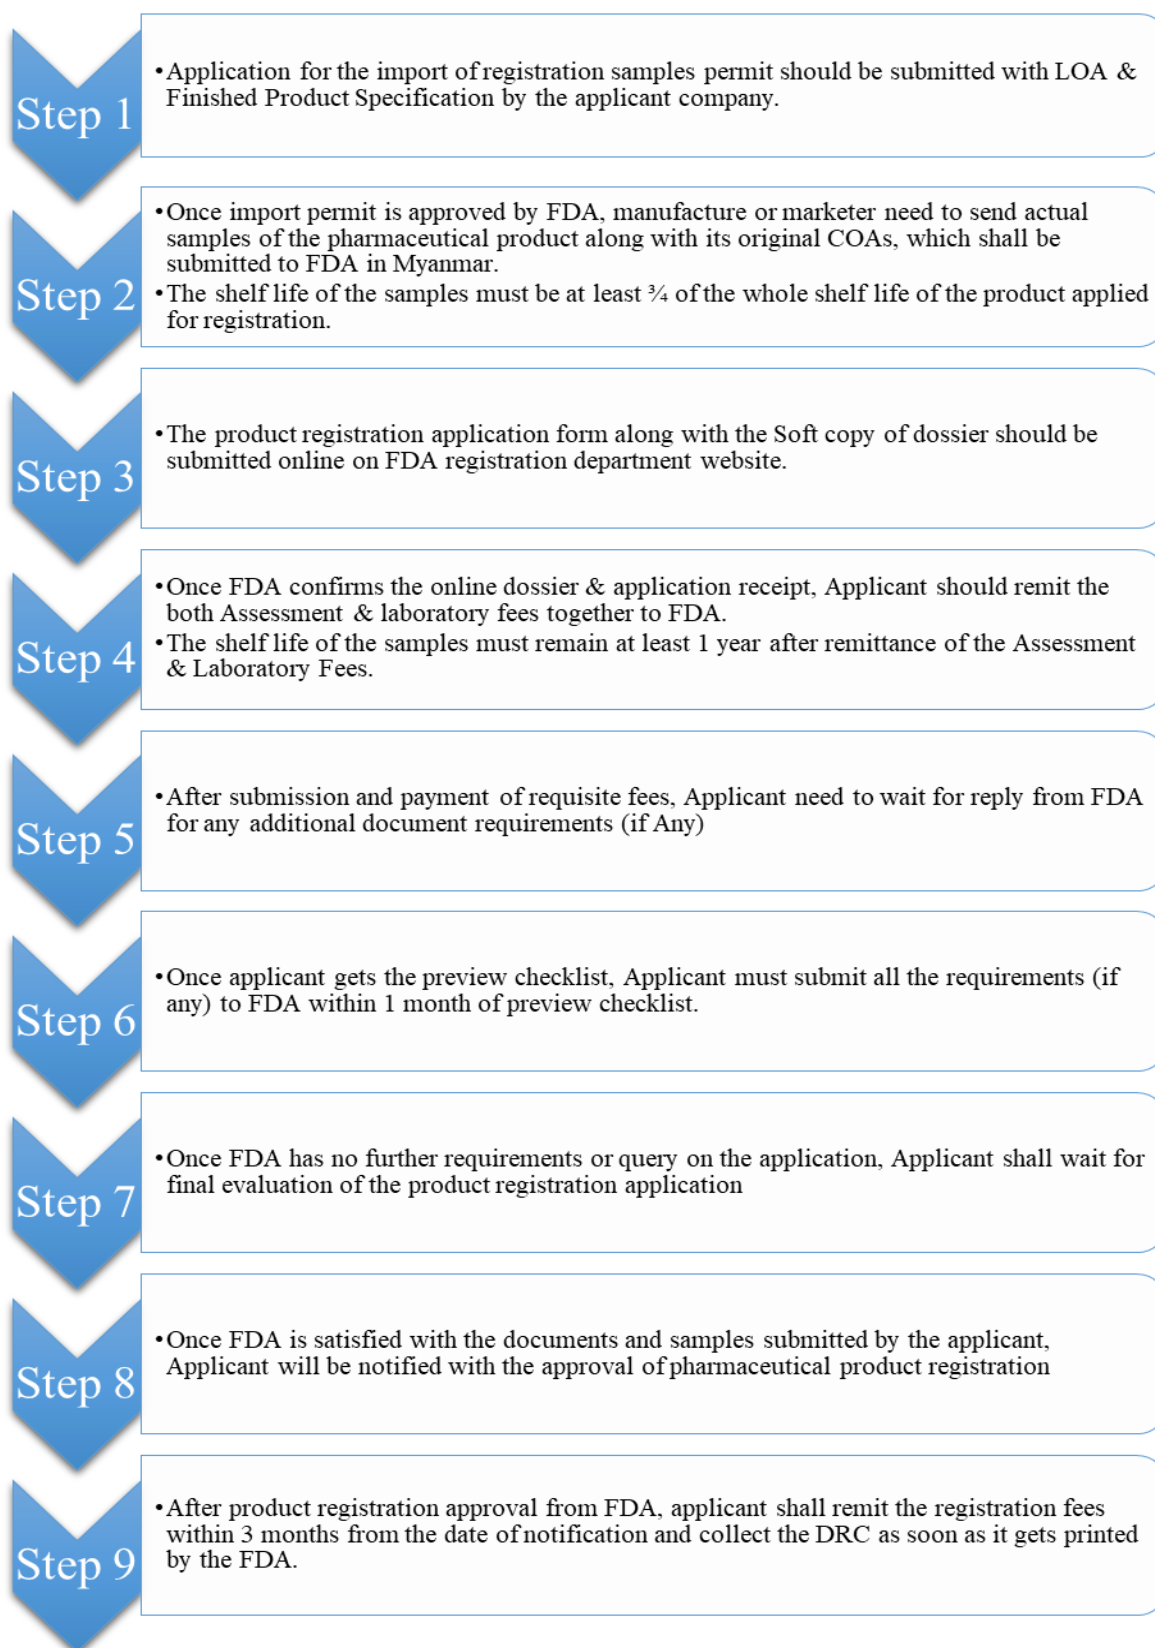 Step 1
•Application for the import of registration samples permit should be submitted with LOA &
Finished Product Specification by the applicant company.
Step 2
•Once import permit is approved by FDA, manufacture or marketer need to send actual
samples of the pharmaceutical product along with its original COAs, which shall be
submitted to FDA in Myanmar.
•The shelf life of the samples must be at least ¾ of the whole shelf life of the product applied
for registration.
Step 3
•The product registration application form along with the Soft copy of dossier should be
submitted online on FDA registration department website.
Step 4
•Once FDA confirms the online dossier & application receipt, Applicant should remit the
both Assessment & laboratory fees together to FDA.
•The shelf life of the samples must remain at least 1 year after remittance of the Assessment
& Laboratory Fees.
Step 5
•After submission and payment of requisite fees, Applicant need to wait for reply from FDA
for any additional document requirements (if Any)
Step 6
•Once applicant gets the preview checklist, Applicant must submit all the requirements (if
any) to FDA within 1 month of preview checklist.
Step 7
•Once FDA has no further requirements or query on the application, Applicant shall wait for
final evaluation of the product registration application
Step 8
•Once FDA is satisfied with the documents and samples submitted by the applicant,
Applicant will be notified with the approval of pharmaceutical product registration
Step 9
•After product registration approval from FDA, applicant shall remit the registration fees
within 3 months from the date of notification and collect the DRC as soon as it gets printed
by the FDA.